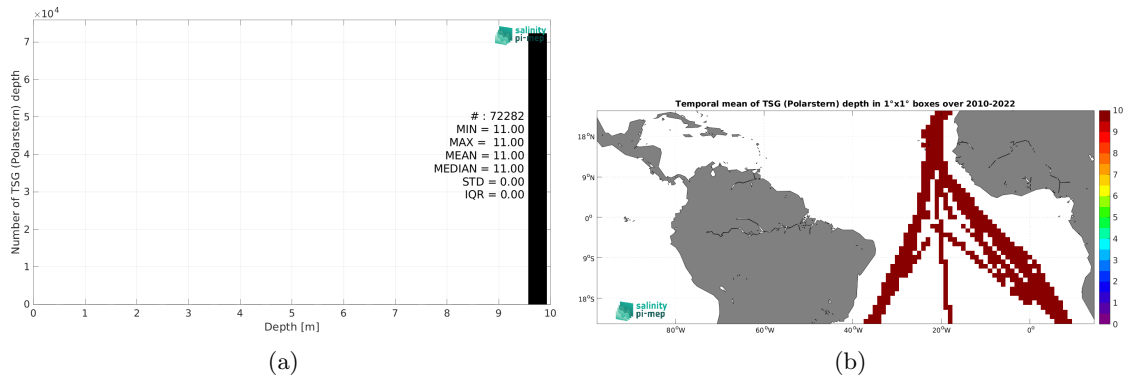 ×10⁴
7
6
5
4
3
2
1
0
Number of TSG (Polarstern) depth
salinity
pi-mep
# : 72282
MIN = 11.00
MAX = 11.00
MEAN = 11.00
MEDIAN = 11.00
STD = 0.00
IQR = 0.00
0 1 2 3 4 5 6 7 8 9 10
Depth [m]
(a)
Temporal mean of TSG (Polarstern) depth in 1°x1° boxes over 2010-2022
18°N
9°N
0°
9°S
18°S
80°W 60°W 40°W 20°W 0°
salinity
pi-mep
10
9
8
7
6
5
4
3
2
1
0
(b)